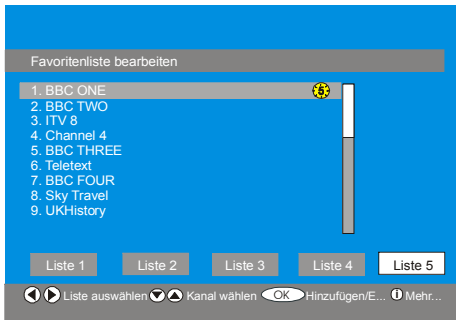 Favoritenliste bearbeiten
1. BBC ONE 5
2. BBC TWO
3. ITV 8
4. Channel 4
5. BBC THREE
6. Teletext
7. BBC FOUR
8. Sky Travel
9. UKHistory
Liste 1 Liste 2 Liste 3 Liste 4 Liste 5
Liste auswählen Kanal wählen OK Hinzufügen/E... i Mehr...